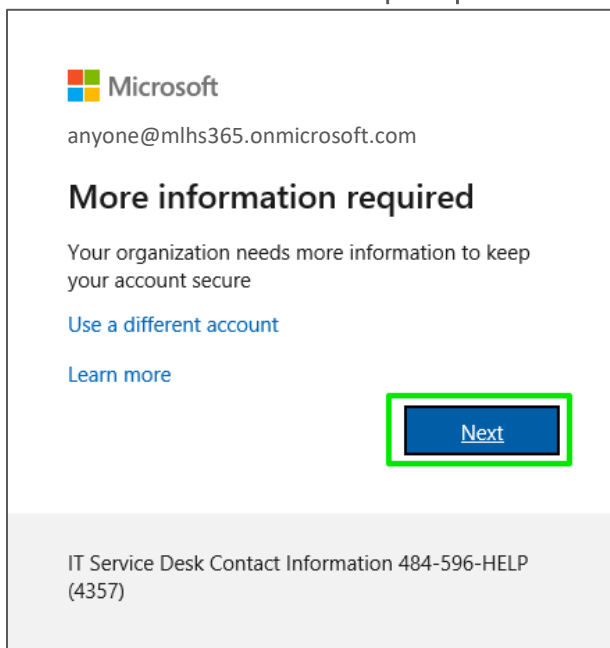 Microsoft
anyone@mlhs365.onmicrosoft.com
More information required
Your organization needs more information to keep
your account secure
Use a different account
Learn more
Next
IT Service Desk Contact Information 484-596-HELP
(4357)